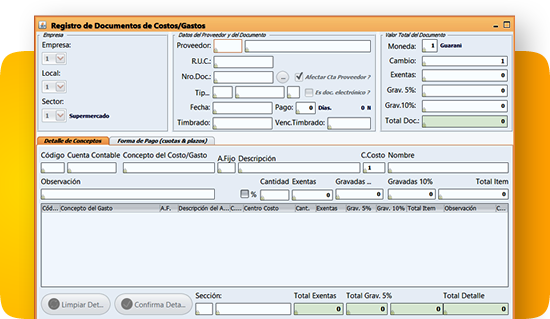 Registro de Documentos de Costos/Gastos
Empresa
Empresa:
1
Local:
1
Sector:
1 Supermercado
Datos del Proveedor y del Documento
Proveedor:
R.U.C.:
Nro.Doc.: ... Afectar Cta Proveedor ?
Tip... Es doc. electrónico ?
Fecha: Pago: 0 Días. 0 N
Timbrado: Venc.Timbrado:
Valor Total del Documento
Moneda: 1 Guarani
Cambio: 1
Exentas: 0
Grav. 5%: 0
Grav.10%: 0
Total Doc.: 0
Detalle de Conceptos Forma de Pago (cuotas & plazos)
Código Cuenta Contable Concepto del Costo/Gasto A.Fijo Descripción C.Costo Nombre
1
Observación % Cantidad Exentas Gravadas ... Gravadas 10% Total Item
0 0 0 0
Cód... Concepto del Gasto A.F. Descripción del A... C.... Centro Costo Cant. Exentas Grav. 5% Grav. 10% Total Item Observación C...
Limpiar Det... Confirma Deta... Sección: Total Exentas Total Grav. 5% Total Detalle
0 0 0